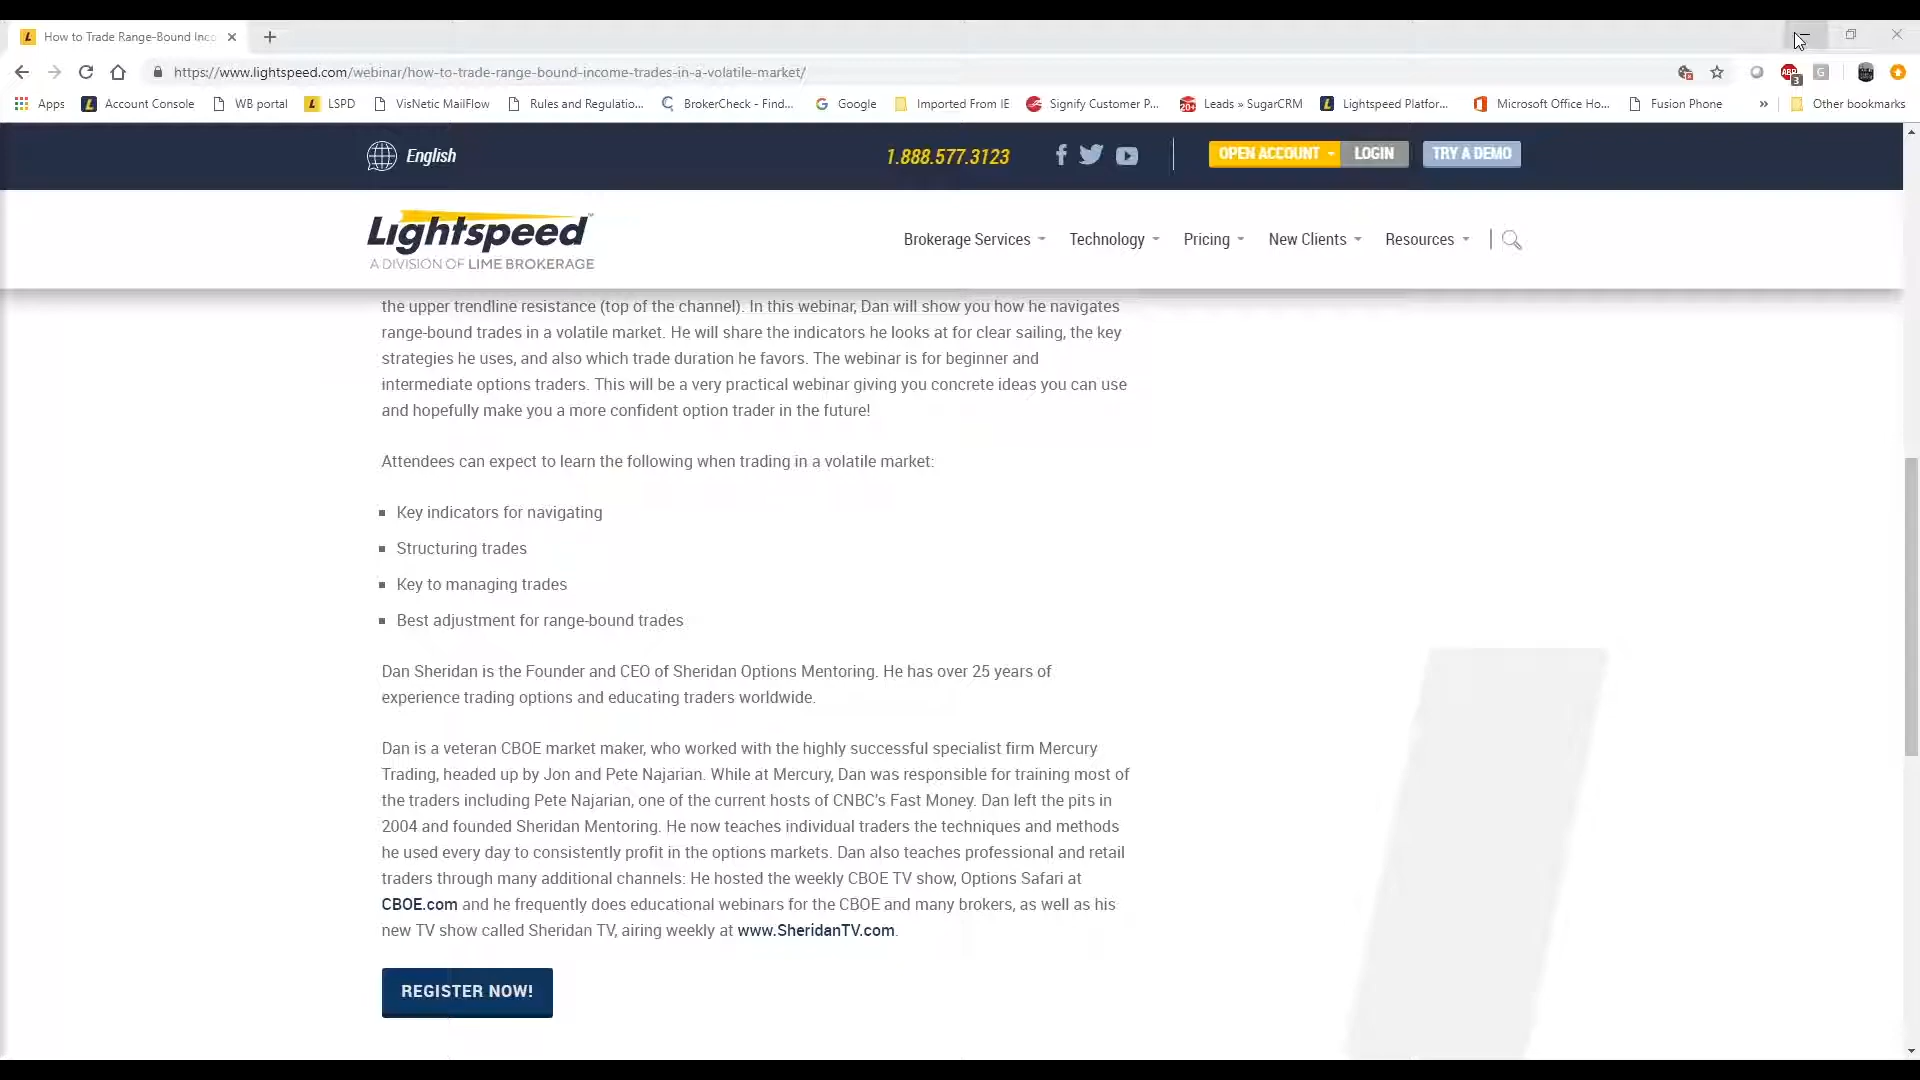 How to Trade Range-Bound Inco
https://www.lightspeed.com/webinar/how-to-trade-range-bound-income-trades-in-a-volatile-market/
ABP 3 G
Apps Account Console WB portal LSPD VisNetic MailFlow Rules and Regulatio... BrokerCheck - Find... Google Imported From IE Signify Customer P... 20+ Leads » SugarCRM Lightspeed Platfor... Microsoft Office Ho... Fusion Phone » Other bookmarks
English 1.888.577.3123 OPEN ACCOUNT LOGIN TRY A DEMO
Lightspeed™
A DIVISION OF LIME BROKERAGE
Brokerage Services Technology Pricing New Clients Resources
the upper trendline resistance (top of the channel). In this webinar, Dan will show you how he navigates
range-bound trades in a volatile market. He will share the indicators he looks at for clear sailing, the key
strategies he uses, and also which trade duration he favors. The webinar is for beginner and
intermediate options traders. This will be a very practical webinar giving you concrete ideas you can use
and hopefully make you a more confident option trader in the future!
Attendees can expect to learn the following when trading in a volatile market:
Key indicators for navigating
Structuring trades
Key to managing trades
Best adjustment for range-bound trades
Dan Sheridan is the Founder and CEO of Sheridan Options Mentoring. He has over 25 years of
experience trading options and educating traders worldwide.
Dan is a veteran CBOE market maker, who worked with the highly successful specialist firm Mercury
Trading, headed up by Jon and Pete Najarian. While at Mercury, Dan was responsible for training most of
the traders including Pete Najarian, one of the current hosts of CNBC's Fast Money. Dan left the pits in
2004 and founded Sheridan Mentoring. He now teaches individual traders the techniques and methods
he used every day to consistently profit in the options markets. Dan also teaches professional and retail
traders through many additional channels: He hosted the weekly CBOE TV show, Options Safari at
CBOE.com and he frequently does educational webinars for the CBOE and many brokers, as well as his
new TV show called Sheridan TV, airing weekly at www.SheridanTV.com.
REGISTER NOW!